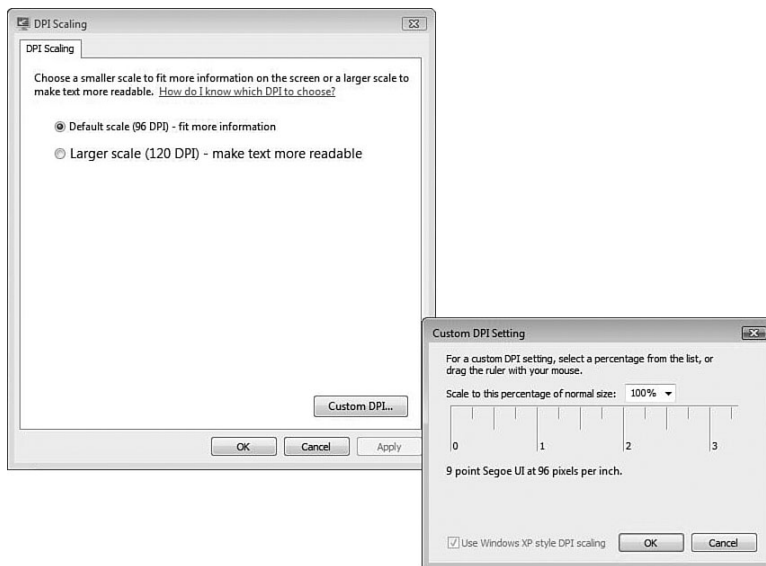 DPI Scaling
DPI Scaling
Choose a smaller scale to fit more information on the screen or a larger scale to
make text more readable. How do I know which DPI to choose?
Default scale (96 DPI) - fit more information
Larger scale (120 DPI) - make text more readable
Custom DPI...
OK Cancel Apply
Custom DPI Setting
For a custom DPI setting, select a percentage from the list, or
drag the ruler with your mouse.
Scale to this percentage of normal size: 100%
0 1 2 3
9 point Segoe UI at 96 pixels per inch.
Use Windows XP style DPI scaling OK Cancel